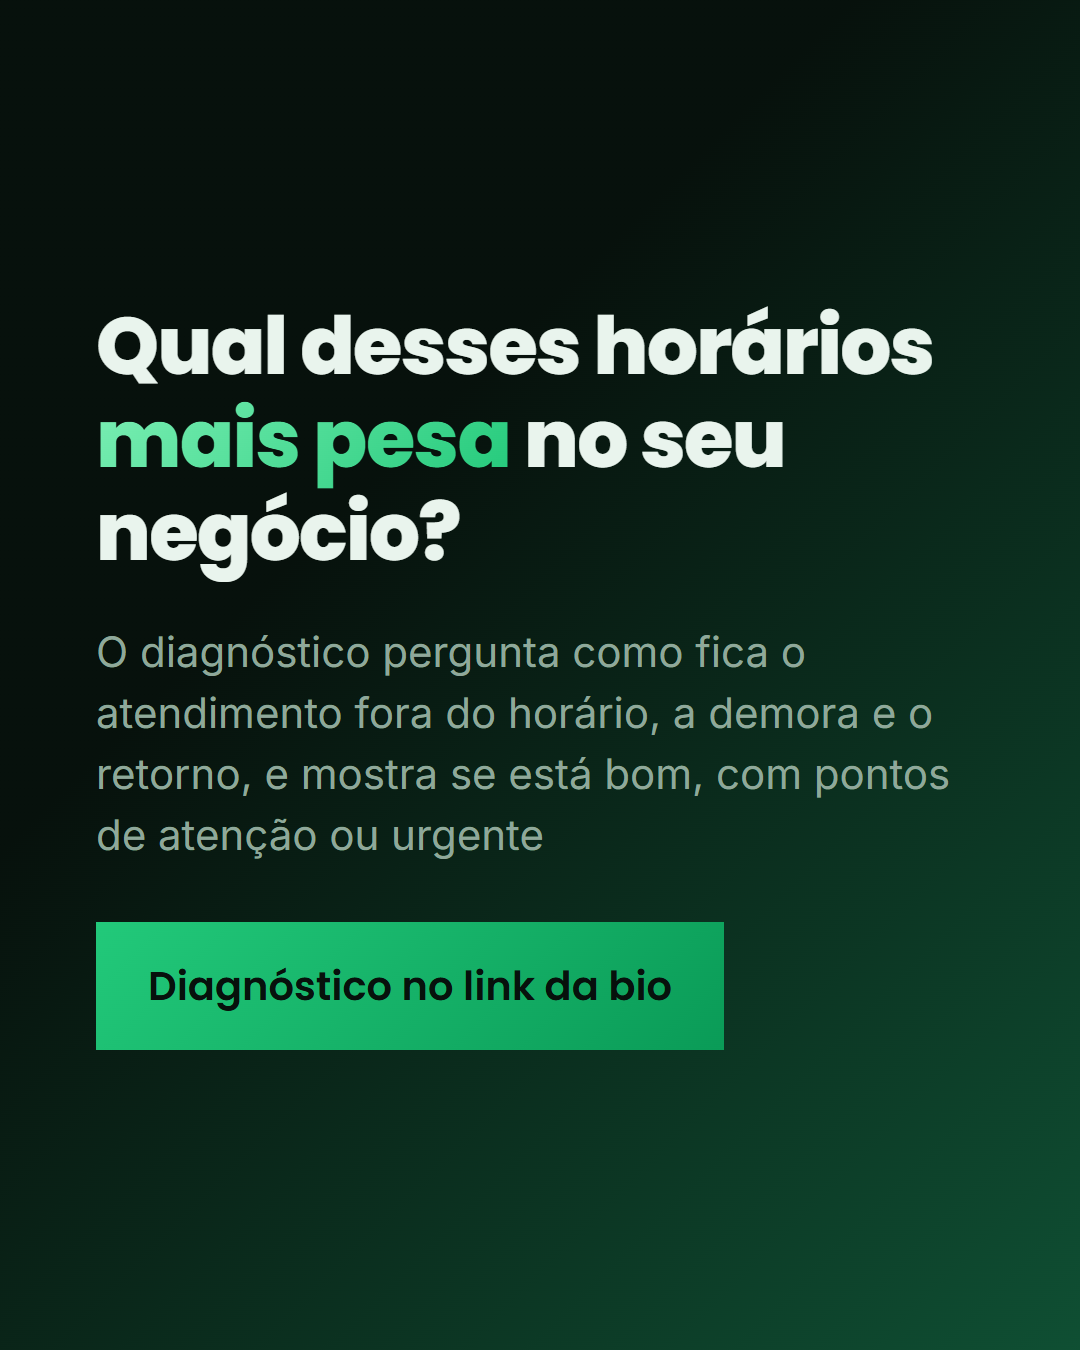 Qual desses horários
mais pesa no seu
negócio?
O diagnóstico pergunta como fica o
atendimento fora do horário, a demora e o
retorno, e mostra se está bom, com pontos
de atenção ou urgente
Diagnóstico no link da bio